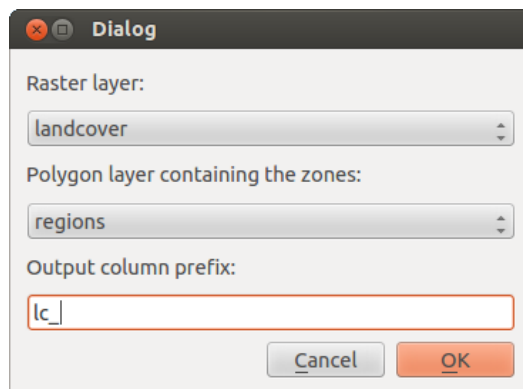 Dialog
Raster layer:
landcover
Polygon layer containing the zones:
regions
Output column prefix:
lc_
Cancel OK